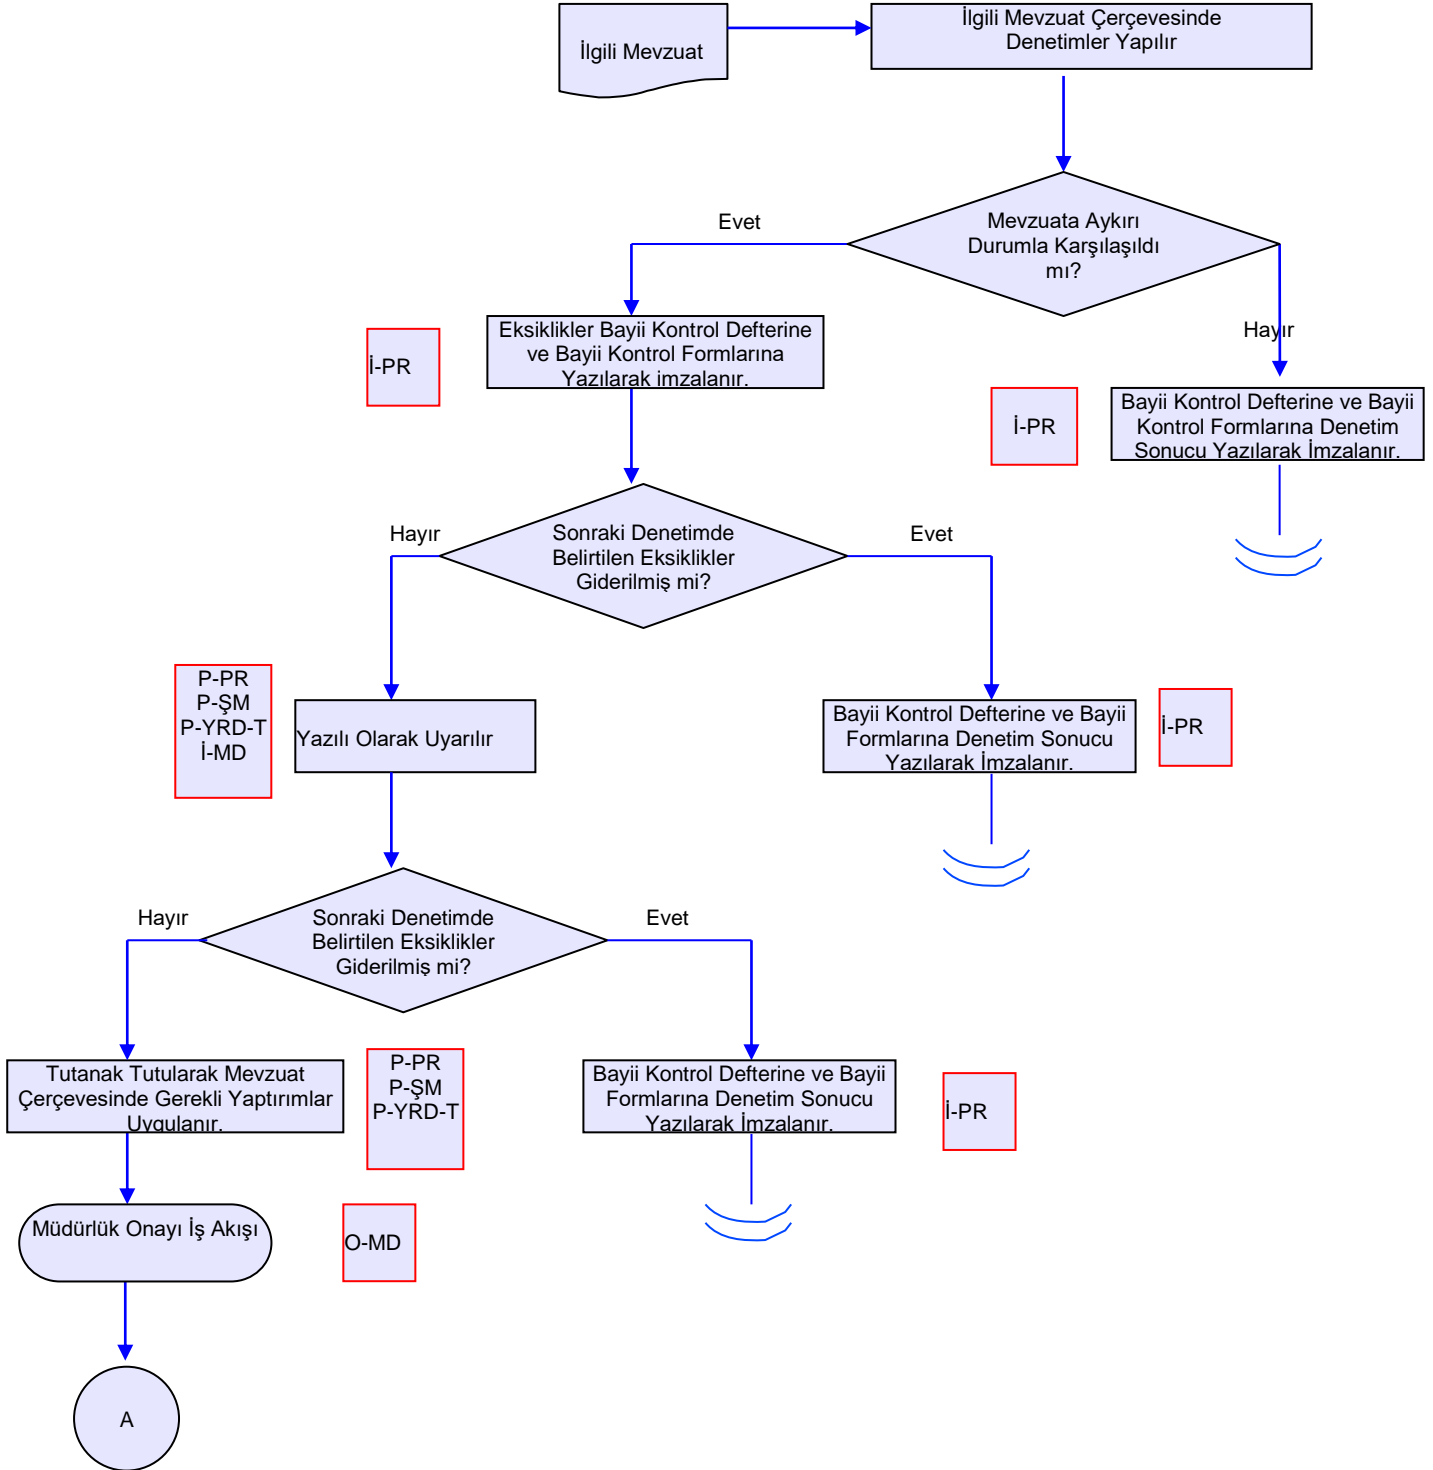 İlgili Mevzuat
İlgili Mevzuat Çerçevesinde
Denetimler Yapılır
Mevzuata Aykırı
Durumla Karşılaşıldı
mı?
Evet
Hayır
İ-PR
Eksiklikler Bayii Kontrol Defterine
ve Bayii Kontrol Formlarına
Yazılarak imzalanır.
İ-PR
Bayii Kontrol Defterine ve Bayii
Kontrol Formlarına Denetim
Sonucu Yazılarak İmzalanır.
Hayır
Sonraki Denetimde
Belirtilen Eksiklikler
Giderilmiş mi?
Evet
P-PR
P-ŞM
P-YRD-T
İ-MD
Yazılı Olarak Uyarılır
Bayii Kontrol Defterine ve Bayii
Formlarına Denetim Sonucu
Yazılarak İmzalanır.
İ-PR
Hayır
Sonraki Denetimde
Belirtilen Eksiklikler
Giderilmiş mi?
Evet
Tutanak Tutularak Mevzuat
Çerçevesinde Gerekli Yaptırımlar
Uygulanır.
P-PR
P-ŞM
P-YRD-T
Bayii Kontrol Defterine ve Bayii
Formlarına Denetim Sonucu
Yazılarak İmzalanır.
İ-PR
Müdürlük Onayı İş Akışı
O-MD
A